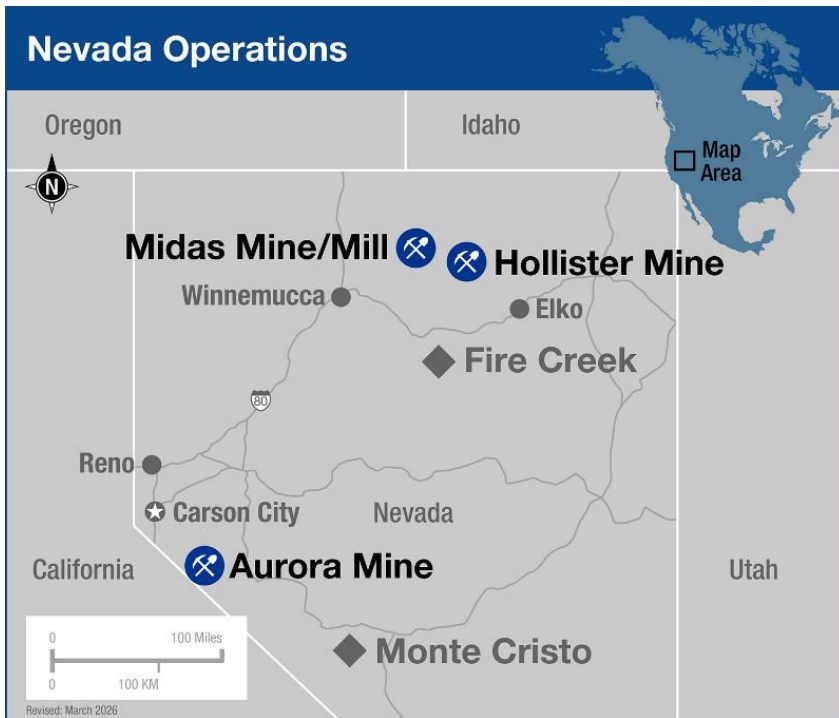 Nevada Operations
Oregon
Idaho
Map
Area
N
Midas Mine/Mill
Hollister Mine
Winnemucca
Elko
Fire Creek
80
Reno
Carson City
Nevada
California
Aurora Mine
Utah
0 100 Miles
0 100 KM
Monte Cristo
Revised: March 2026